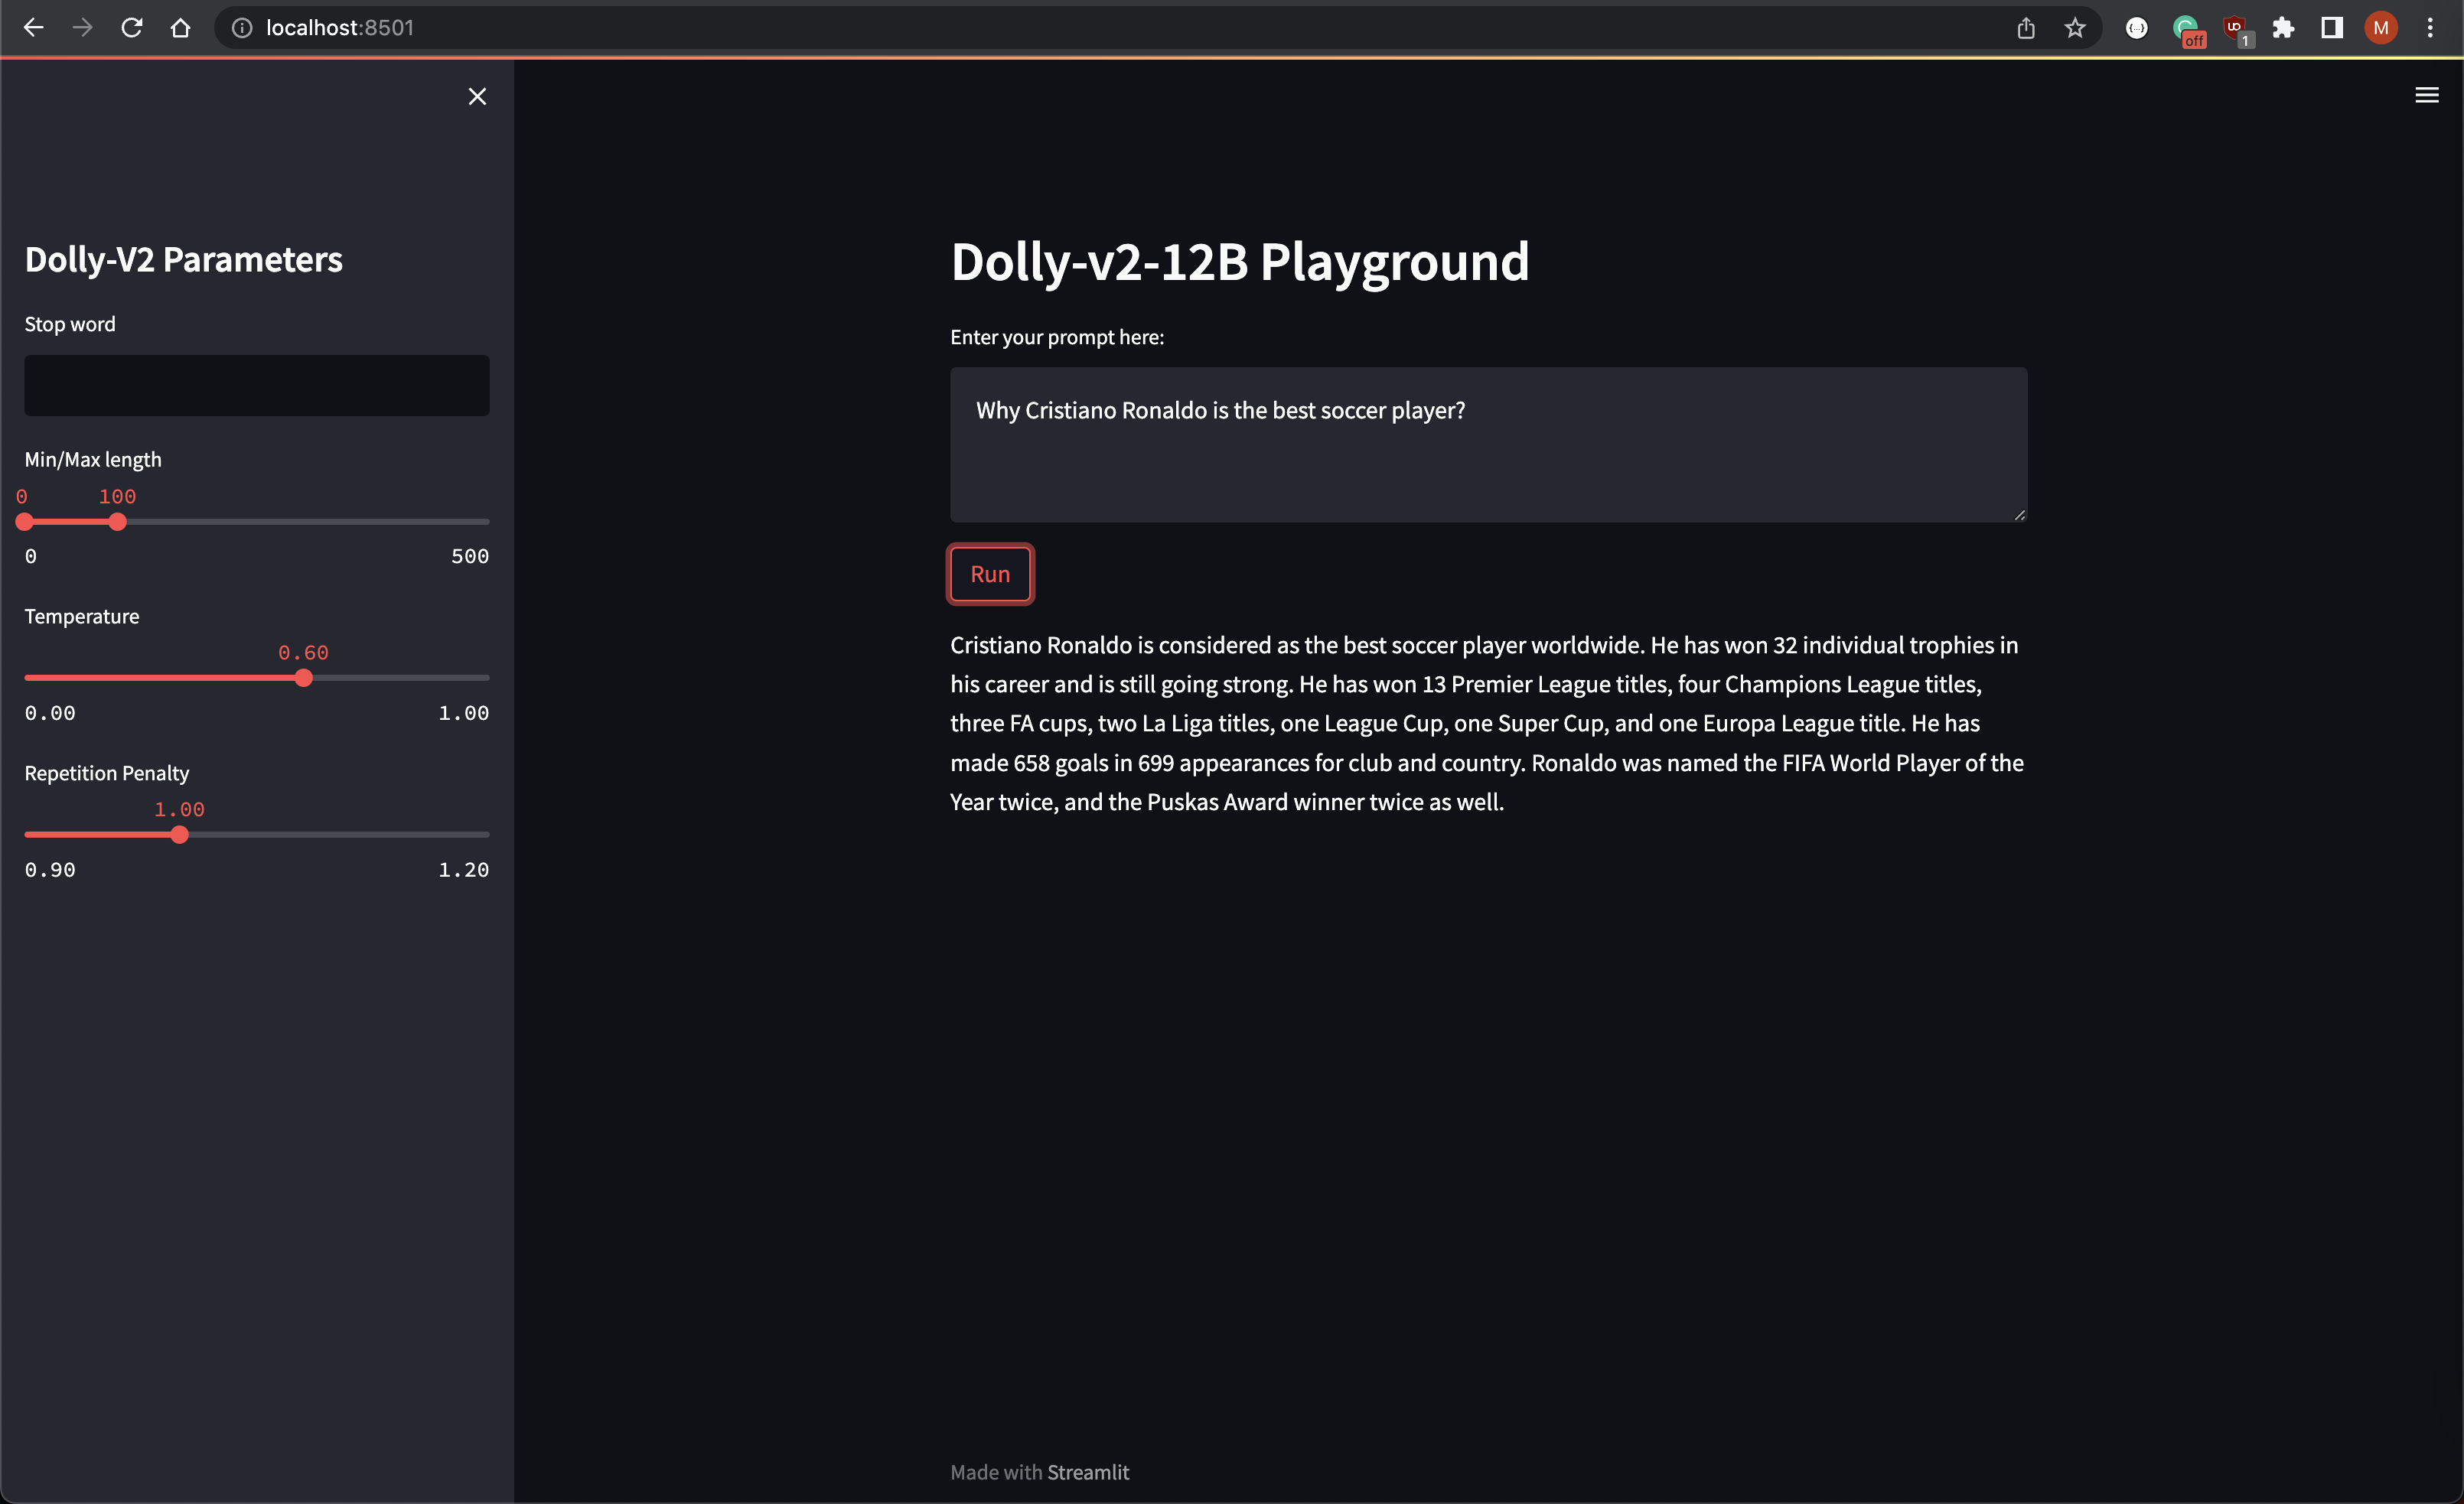 localhost:8501
off
1
M
Dolly-V2 Parameters
Stop word
Min/Max length
0 100
0 500
Temperature
0.60
0.00 1.00
Repetition Penalty
1.00
0.90 1.20
Dolly-v2-12B Playground
Enter your prompt here:
Why Cristiano Ronaldo is the best soccer player?
Run
Cristiano Ronaldo is considered as the best soccer player worldwide. He has won 32 individual trophies in
his career and is still going strong. He has won 13 Premier League titles, four Champions League titles,
three FA cups, two La Liga titles, one League Cup, one Super Cup, and one Europa League title. He has
made 658 goals in 699 appearances for club and country. Ronaldo was named the FIFA World Player of the
Year twice, and the Puskas Award winner twice as well.
Made with Streamlit